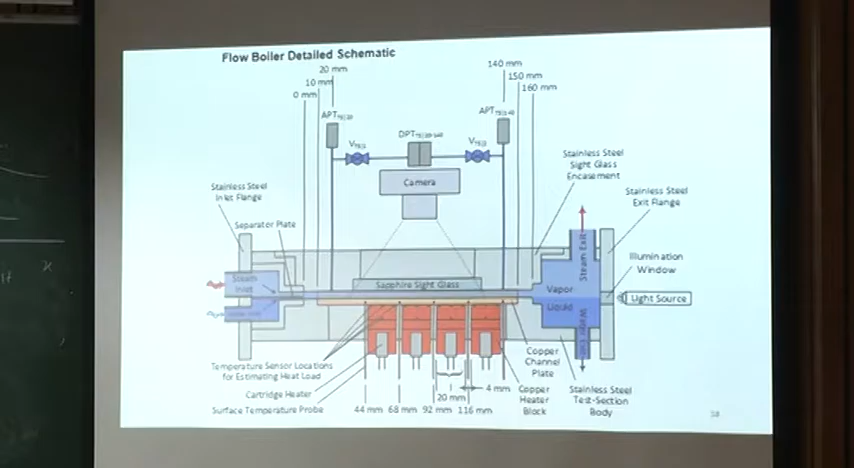 Flow Boiler Detailed Schematic
20 mm
10 mm
0 mm
140 mm
150 mm
160 mm
APT
APT
DPT
Camera
Stainless Steel
Sight Glass
Encasement
Stainless Steel
Inlet Flange
Stainless Steel
Exit Flange
Separator Plate
Steam Exit
Illumination
Window
Steam
Inlet
Sapphire Sight Glass
Vapor
Liquid
Light Source
Temperature Sensor Locations
for Estimating Heat Load
Cartridge Heater
Surface Temperature Probe
Copper
Channel
Plate
4 mm
20 mm
44 mm 68 mm 92 mm 116 mm
Copper
Heater
Block
Stainless Steel
Test-Section
Body